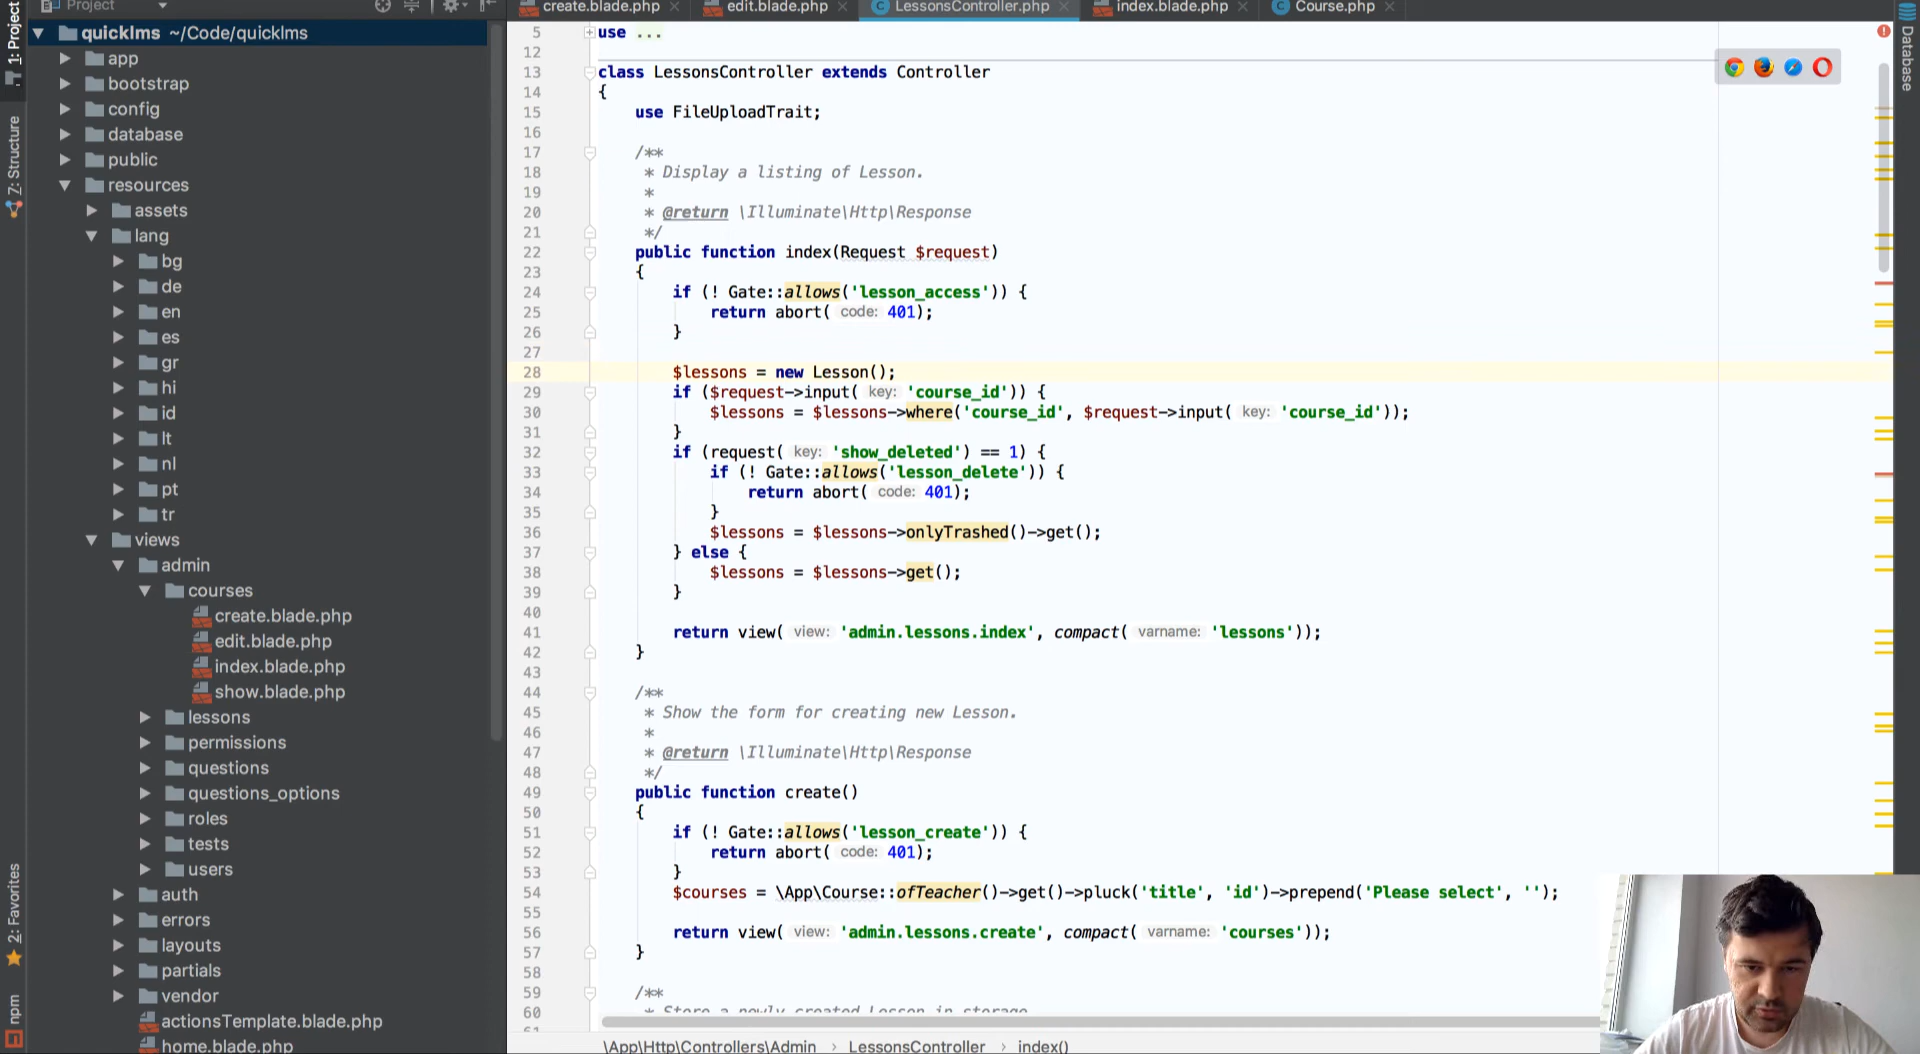 Project
create.blade.php
edit.blade.php
LessonsController.php
index.blade.php
Course.php
1: Project
7: Structure
2: Favorites
npm
Database
quicklms ~/Code/quicklms
app
bootstrap
config
database
public
resources
assets
lang
bg
de
en
es
gr
hi
id
lt
nl
pt
tr
views
admin
courses
create.blade.php
edit.blade.php
index.blade.php
show.blade.php
lessons
permissions
questions
questions_options
roles
tests
users
auth
errors
layouts
partials
vendor
actionsTemplate.blade.php
home.blade.php
5 use ...
12
13 class LessonsController extends Controller
14 {
15 use FileUploadTrait;
16
17 /**
18 * Display a listing of Lesson.
19 *
20 * @return \Illuminate\Http\Response
21 */
22 public function index(Request $request)
23 {
24 if (! Gate::allows('lesson_access')) {
25 return abort( code: 401);
26 }
27
28 $lessons = new Lesson();
29 if ($request->input( key: 'course_id')) {
30 $lessons = $lessons->where('course_id', $request->input( key: 'course_id'));
31 }
32 if (request( key: 'show_deleted') == 1) {
33 if (! Gate::allows('lesson_delete')) {
34 return abort( code: 401);
35 }
36 $lessons = $lessons->onlyTrashed()->get();
37 } else {
38 $lessons = $lessons->get();
39 }
40
41 return view( view: 'admin.lessons.index', compact( varname: 'lessons'));
42 }
43
44 /**
45 * Show the form for creating new Lesson.
46 *
47 * @return \Illuminate\Http\Response
48 */
49 public function create()
50 {
51 if (! Gate::allows('lesson_create')) {
52 return abort( code: 401);
53 }
54 $courses = \App\Course::ofTeacher()->get()->pluck('title', 'id')->prepend('Please select', '');
55
56 return view( view: 'admin.lessons.create', compact( varname: 'courses'));
57 }
58
59 /**
60 * Store a newly created Lesson in storage
\App\Http\Controllers\Admin › LessonsController › index()